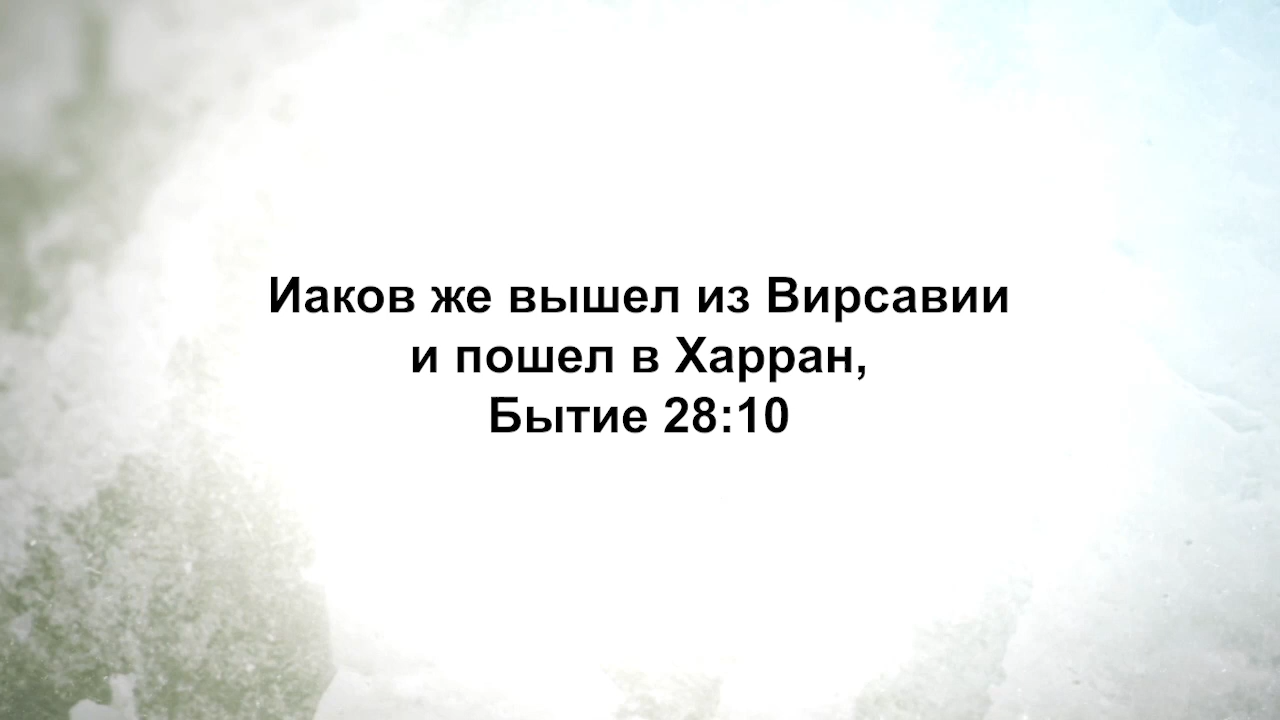 Иаков же вышел из Вирсавии
и пошел в Харран,
Бытие 28:10